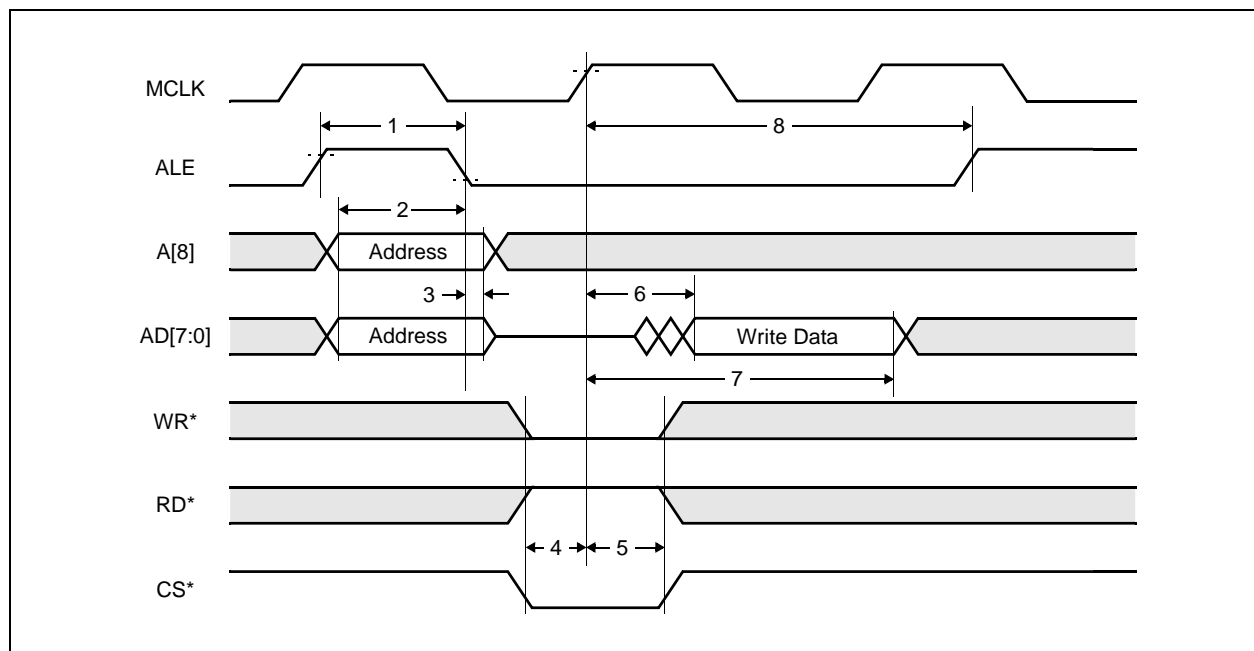 MCLK
1
8
ALE
2
A[8]
Address
3
6
AD[7:0]
Address
Write Data
7
WR*
RD*
4
5
CS*